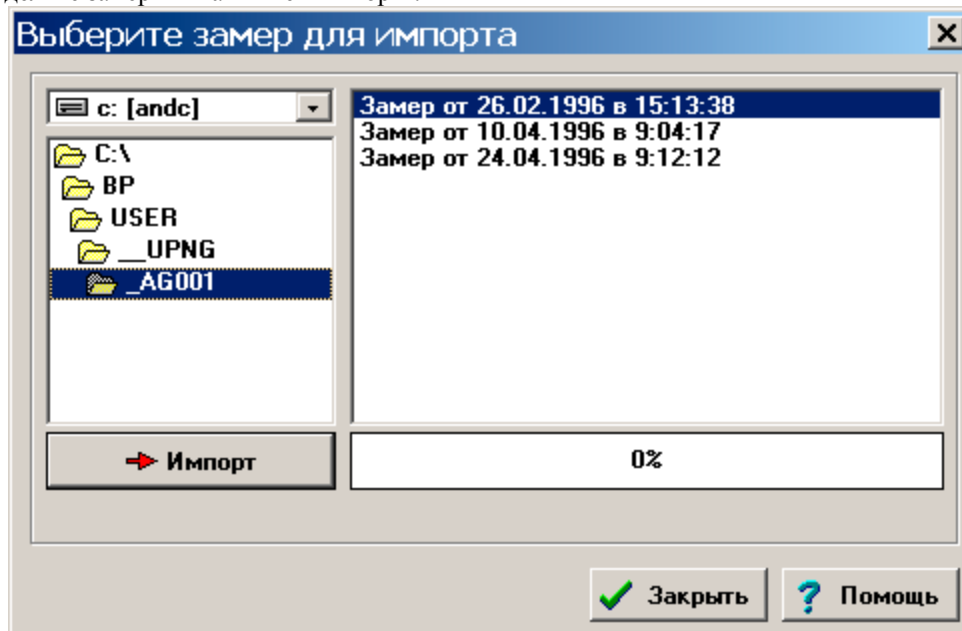 Выберите замер для импорта
c: [andc]
C:\
BP
USER
__UPNG
_AG001
Замер от 26.02.1996 в 15:13:38
Замер от 10.04.1996 в 9:04:17
Замер от 24.04.1996 в 9:12:12
Импорт
0%
Закрыть
Помощь